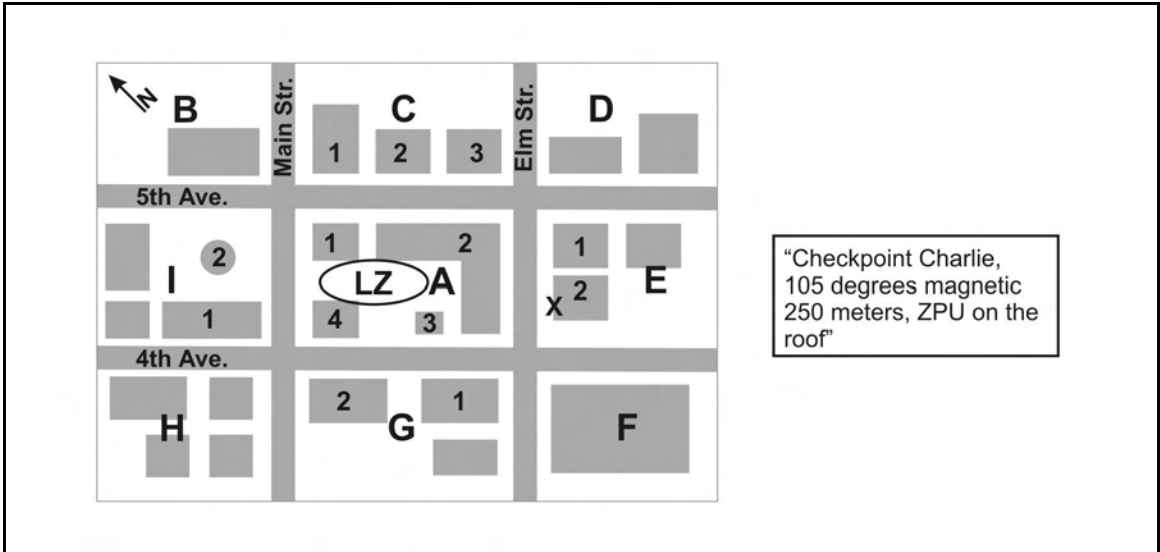 N
B
Main Str.
C
Elm Str.
D
1
2
3
5th Ave.
1
2
2
I
LZ
A
1
2
X
E
1
4
3
4th Ave.
H
2
G
1
F
“Checkpoint Charlie,
105 degrees magnetic
250 meters, ZPU on the
roof”